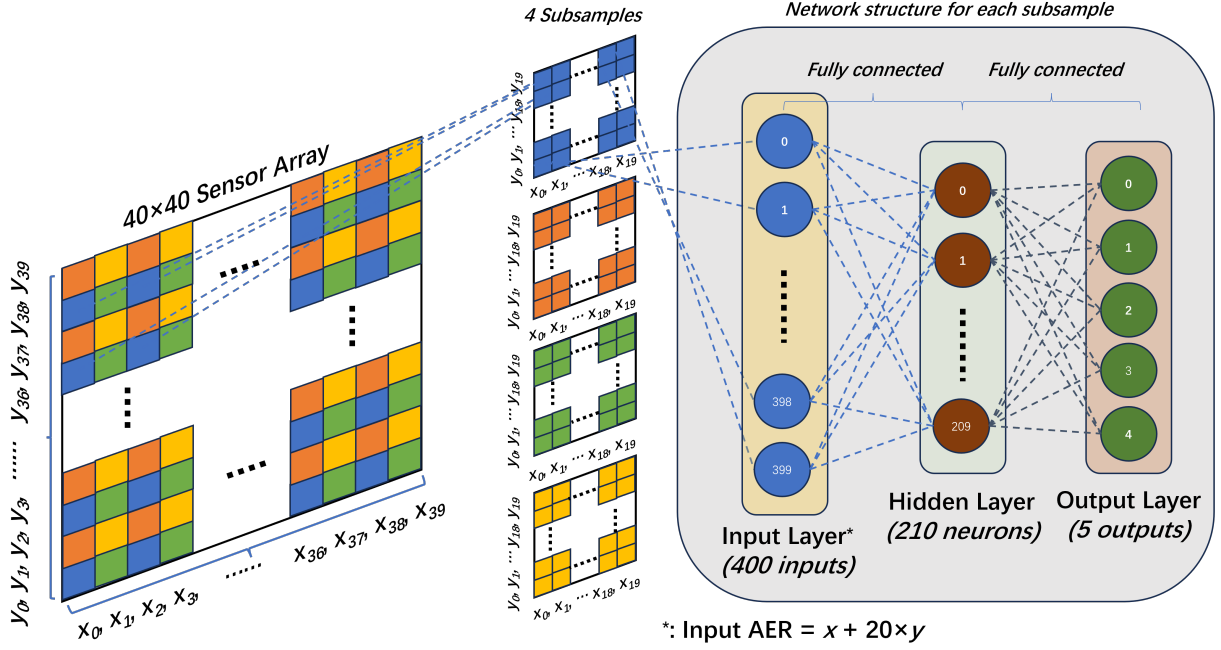 4 Subsamples
Network structure for each subsample
40×40 Sensor Array
y₀, y₁, y₂, y₃, ...... y₃₆, y₃₇, y₃₈, y₃₉
x₀, x₁, x₂, x₃, ...... x₃₆, x₃₇, x₃₈, x₃₉
y₀, y₁, ... y₁₈, y₁₉
x₀, x₁, ... x₁₈, x₁₉
y₀, y₁, ... y₁₈, y₁₉
x₀, x₁, ... x₁₈, x₁₉
y₀, y₁, ... y₁₈, y₁₉
x₀, x₁, ... x₁₈, x₁₉
y₀, y₁, ... y₁₈, y₁₉
x₀, x₁, ... x₁₈, x₁₉
Fully connected
Fully connected
0
1
398
399
0
1
209
0
1
2
3
4
Input Layer*
(400 inputs)
Hidden Layer
(210 neurons)
Output Layer
(5 outputs)
*: Input AER = x + 20×y